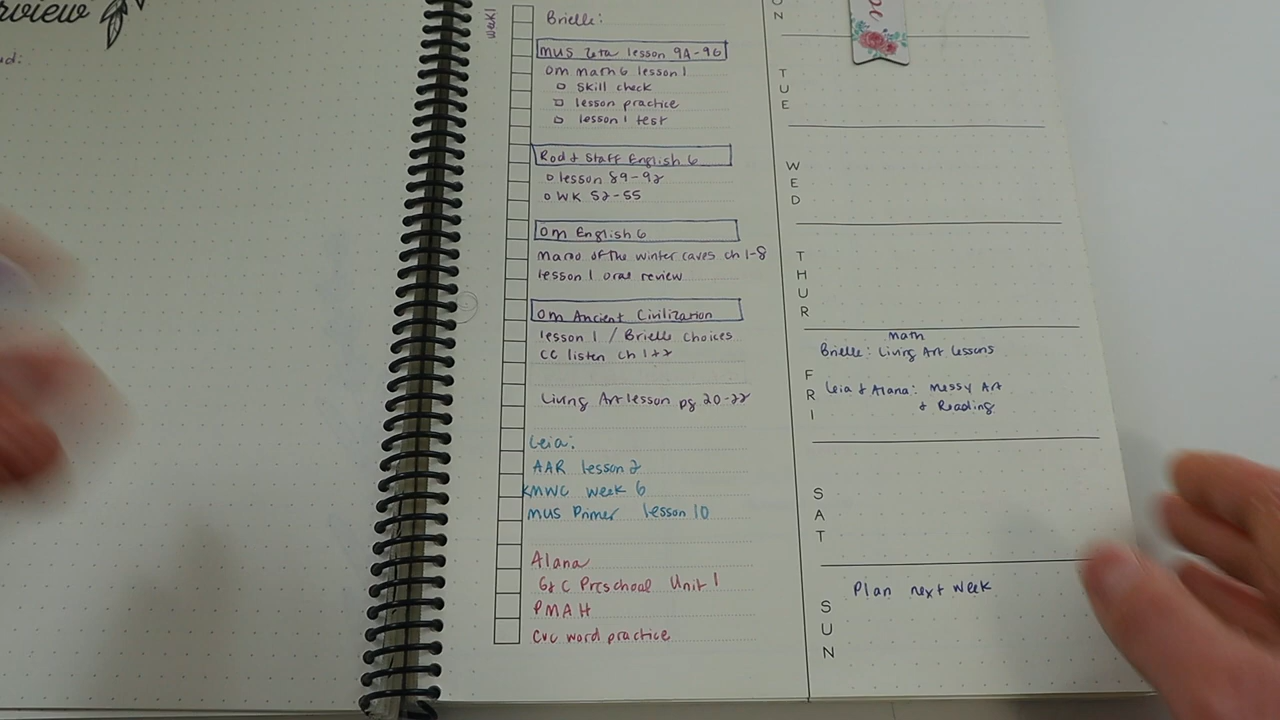 rview
ud:
week1
Brielle:
MUS Zeta lesson 9A-9G
OM math 6 lesson 1
skill check
lesson practice
lesson 1 test
Rod & Staff English 6
lesson 89-92
WK 52-55
OM English 6
Maroo of the winter caves ch 1-8
lesson 1 oral review
OM Ancient Civilization
lesson 1 / Brielle choices
CC listen ch 1+2
Living Art lesson pg 20-22
Leia:
AAR lesson 2
KMWC week 6
MUS Primer lesson 10
Alana
G&C Preschool Unit 1
PMAH
CVC word practice
ON
TUE
WED
THUR
FRI
math
Brielle: Living Art Lessons
Leia & Alana: Messy Art
& Reading
SAT
SUN
Plan next week